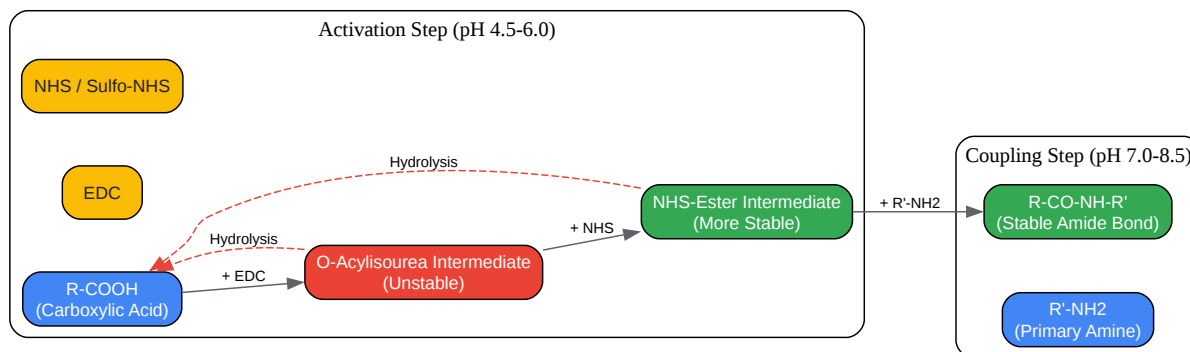 Activation Step (pH 4.5-6.0)
NHS / Sulfo-NHS
EDC
Hydrolysis
Hydrolysis
R-COOH
(Carboxylic Acid)
+ EDC
O-Acylisourea Intermediate
(Unstable)
+ NHS
NHS-Ester Intermediate
(More Stable)
+ R'-NH2
Coupling Step (pH 7.0-8.5)
R-CO-NH-R'
(Stable Amide Bond)
R'-NH2
(Primary Amine)